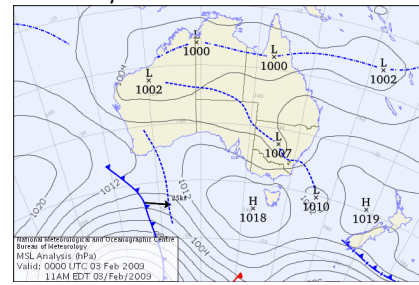 L
1000
L
1000
L
1002
1004
L
1002
L
1007
1012
25kt
H
1018
L
1010
H
1019
1020
1004
National Meteorological and Oceanographic Centre
Bureau of Meteorology
MSL Analysis (hPa)
Valid: 0000 UTC 03 Feb 2009
11AM EDT 03/Feb/2009